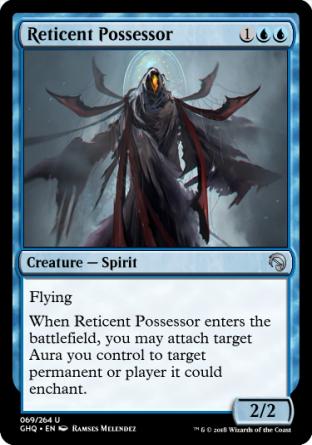 Reticent Possessor 1
Creature — Spirit
Flying
When Reticent Possessor enters the
battlefield, you may attach target
Aura you control to target
permanent or player it could
enchant.
2/2
069/264 U
GHQ • EN Ramses Melendez
™ & © 2018 Wizards of the Coast